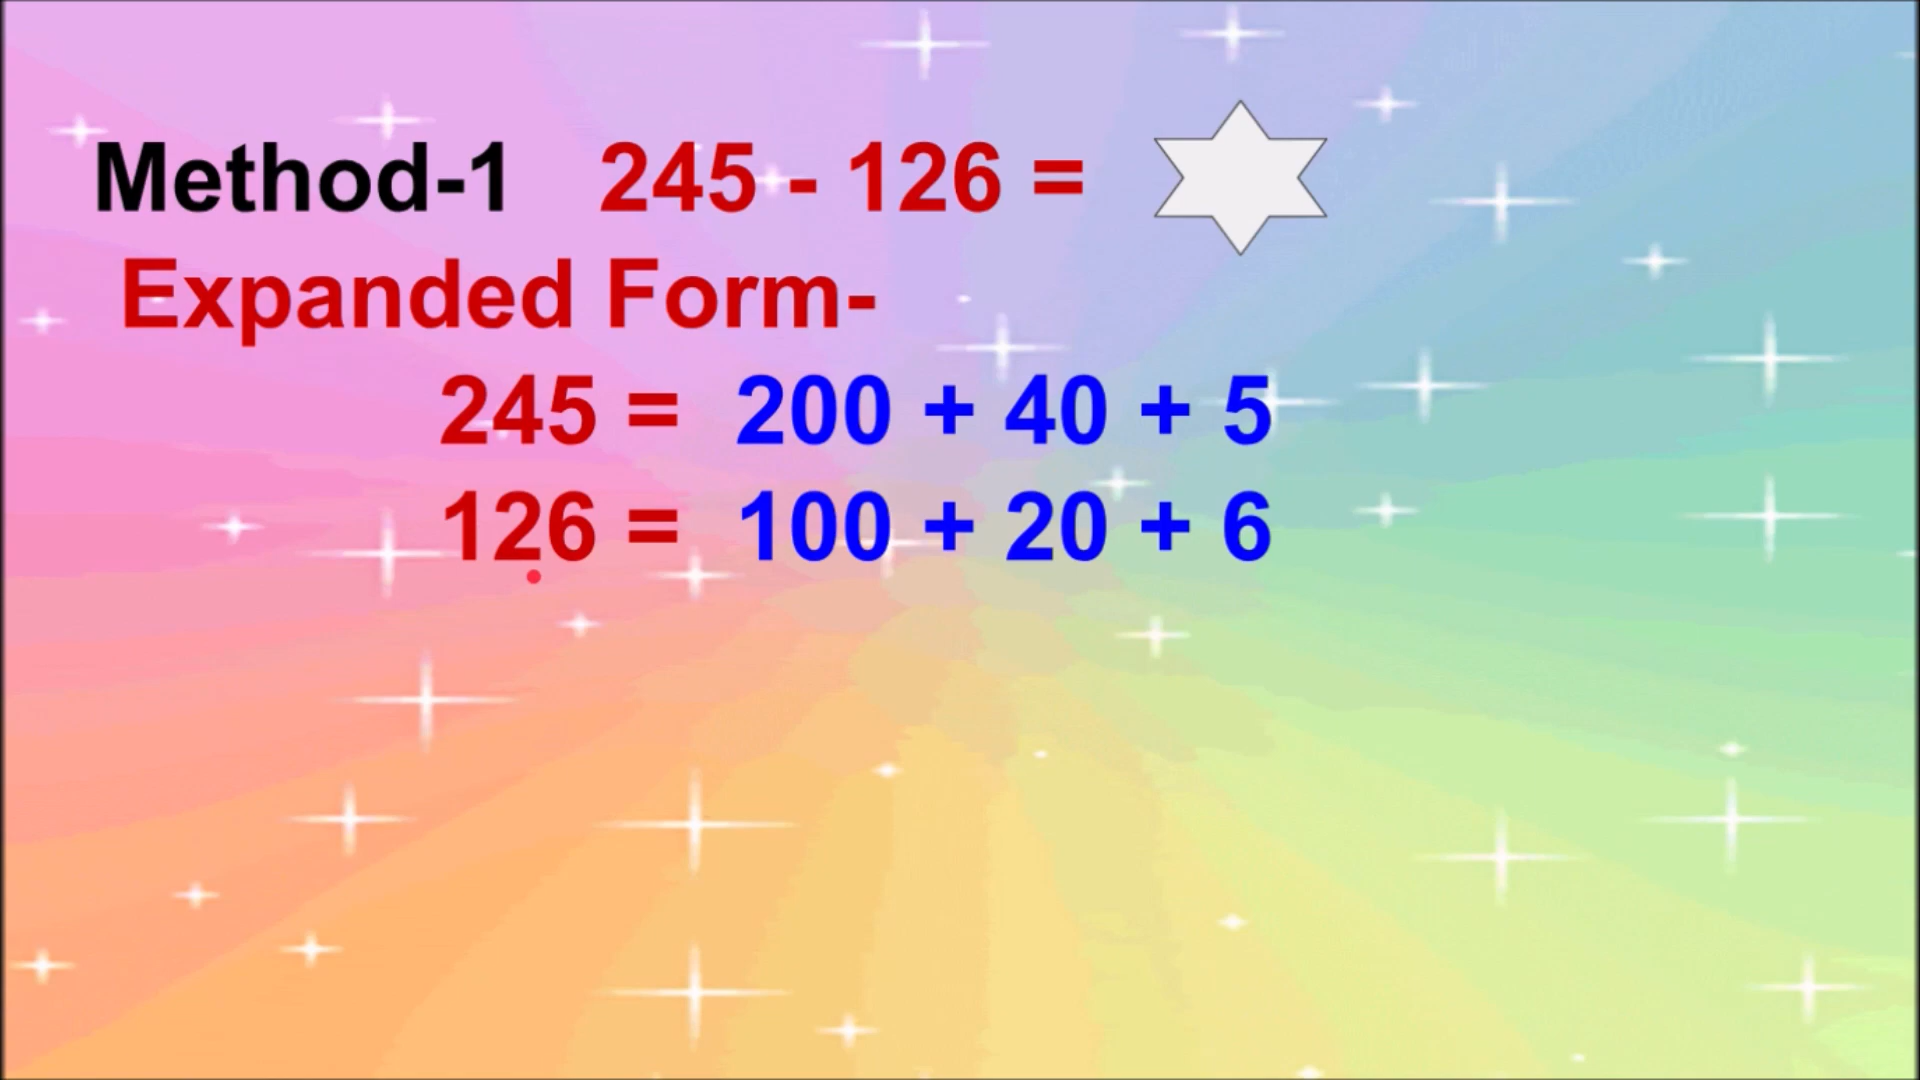 Method-1 245 - 126 =
Expanded Form-
245 = 200 + 40 + 5
126 = 100 + 20 + 6